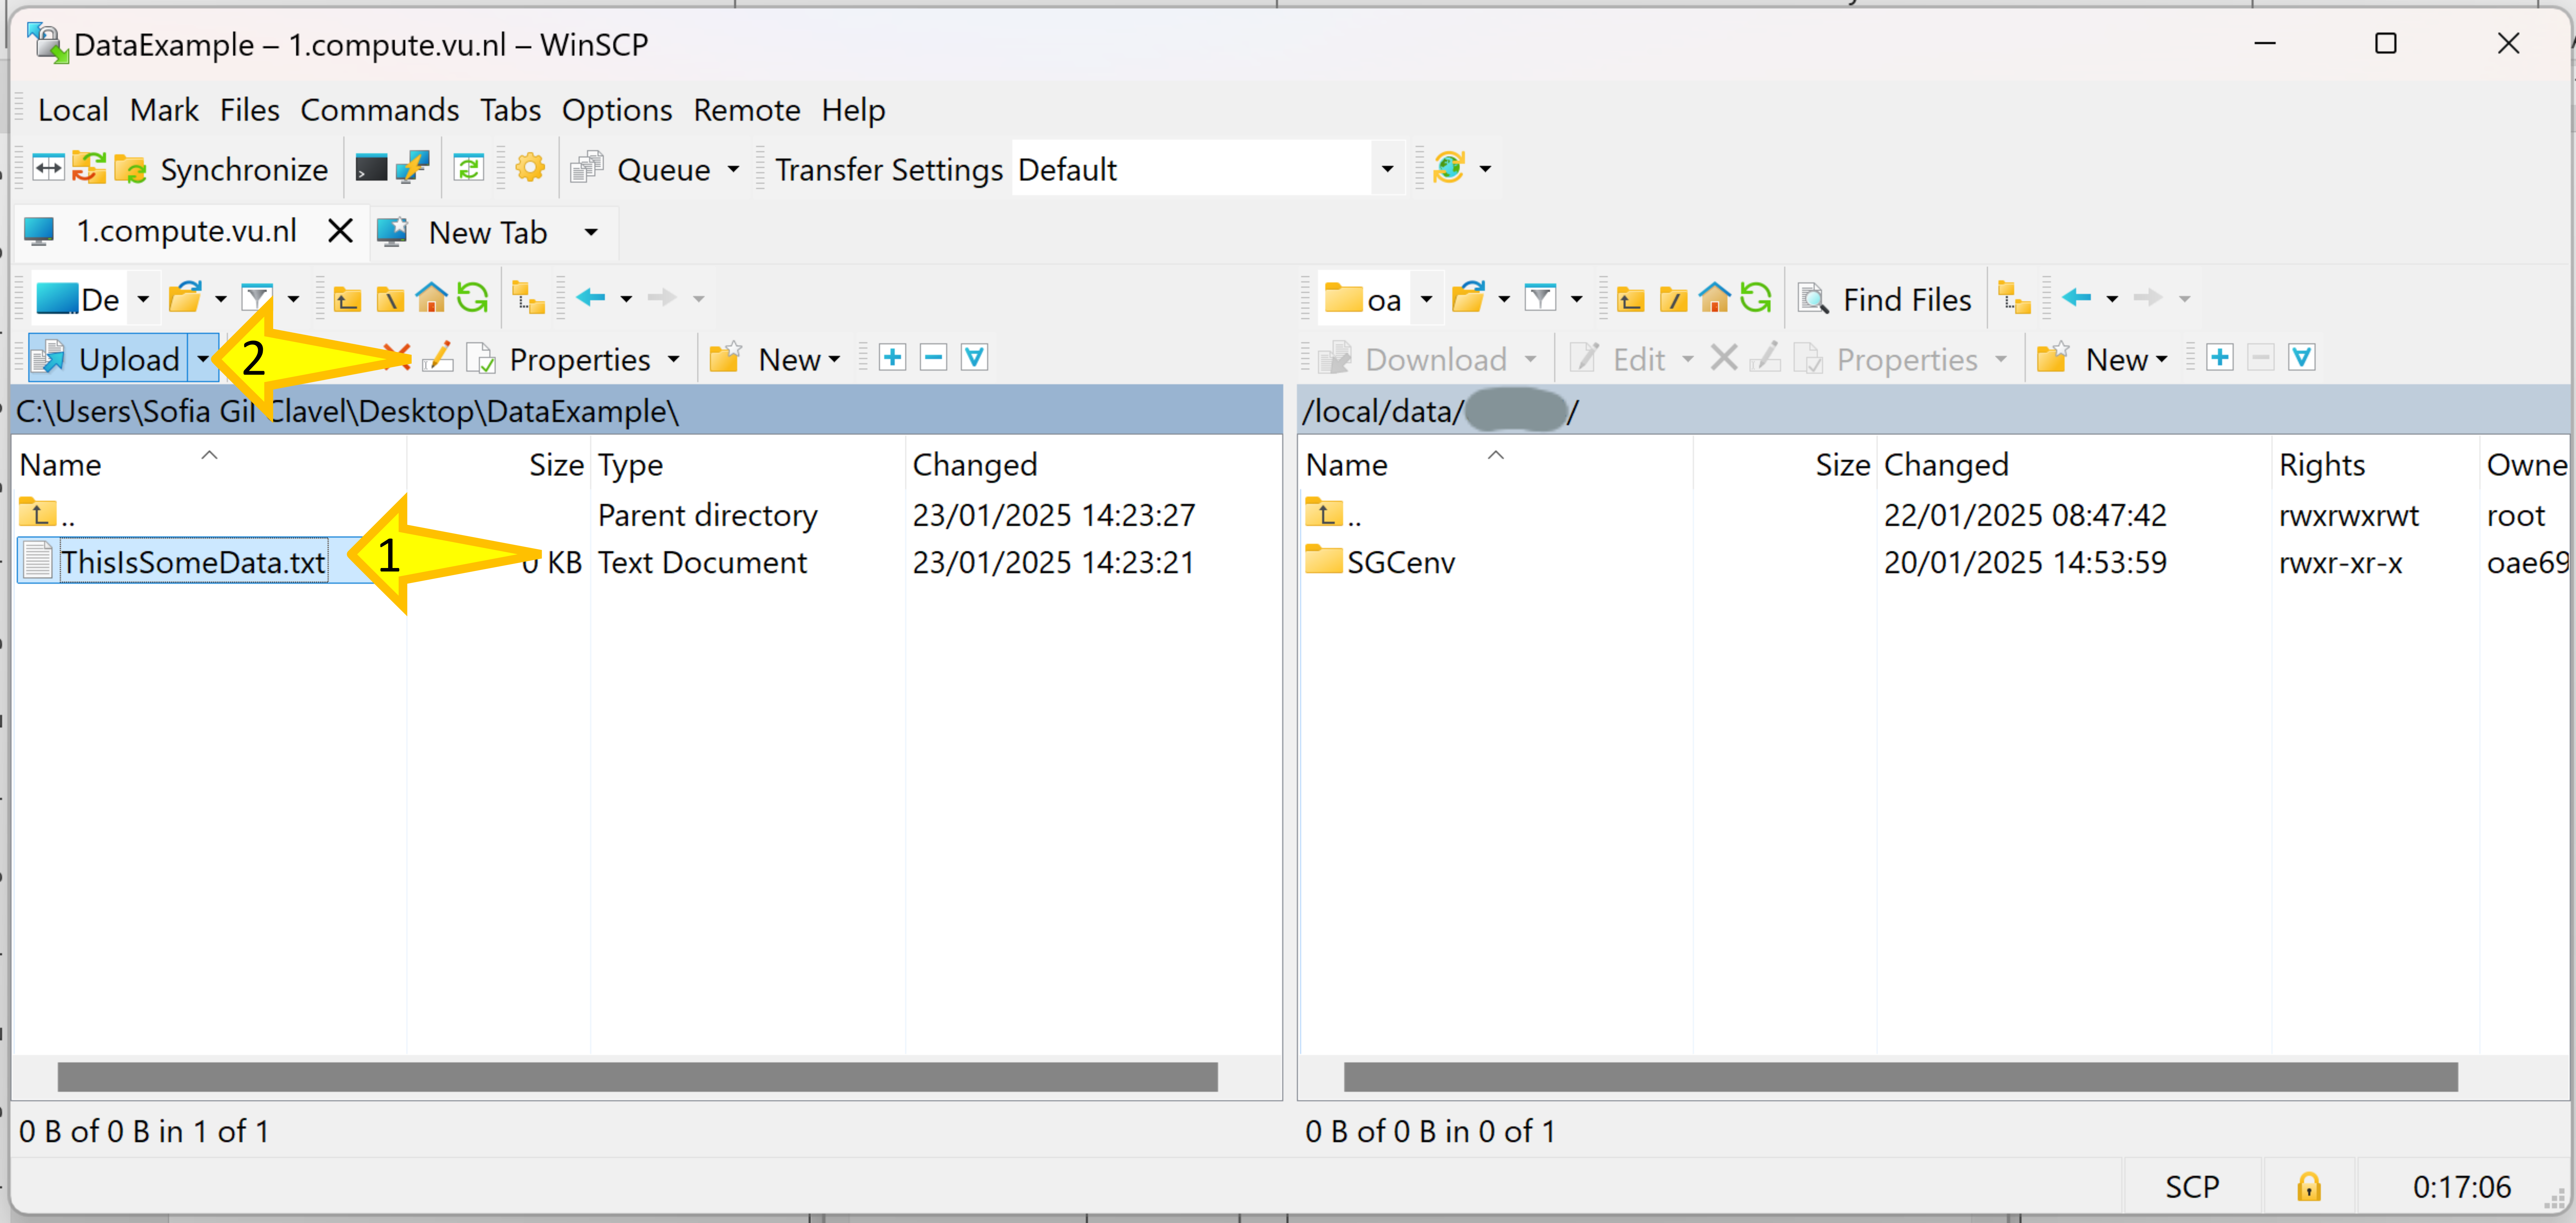 DataExample – 1.compute.vu.nl – WinSCP
Local Mark Files Commands Tabs Options Remote Help
Synchronize Queue Transfer Settings Default
1.compute.vu.nl New Tab
De oa Find Files
Upload 2 Properties New Download Edit Properties New
C:\Users\Sofia Gil Clavel\Desktop\DataExample\ /local/data/ /
Name Size Type Changed Name Size Changed Rights Owne
.. Parent directory 23/01/2025 14:23:27 .. 22/01/2025 08:47:42 rwxrwxrwt root
ThisIsSomeData.txt 1 0 KB Text Document 23/01/2025 14:23:21 SGCenv 20/01/2025 14:53:59 rwxr-xr-x oae69
0 B of 0 B in 1 of 1 0 B of 0 B in 0 of 1
SCP 0:17:06